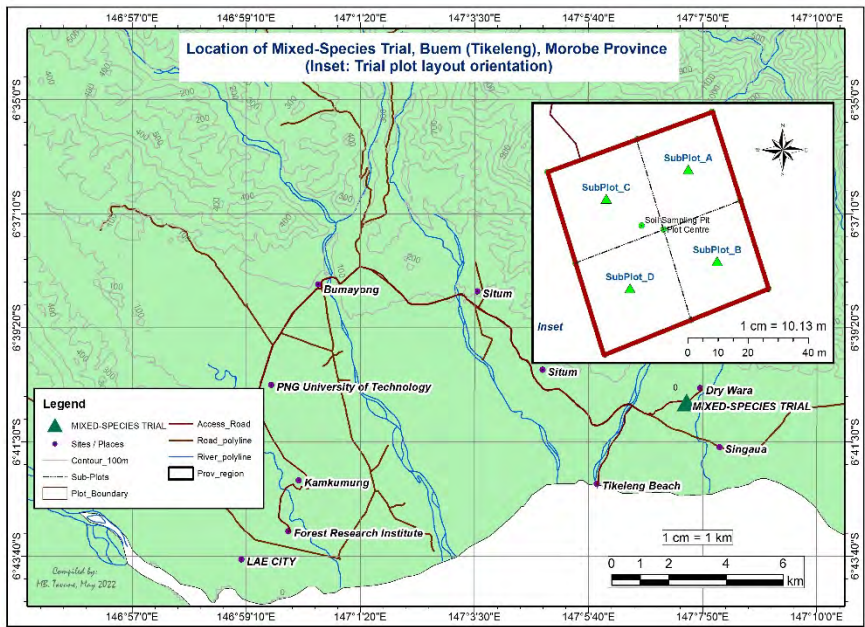 146°57'0"E 146°59'10"E 147°1'20"E 147°3'30"E 147°5'40"E 147°7'50"E 147°10'0"E
Location of Mixed-Species Trial, Buem (Tikeleng), Morobe Province
(Inset: Trial plot layout orientation)
6°35'0"S
6°37'10"S
6°39'20"S
6°41'30"S
6°43'40"S
6°35'0"S
6°37'10"S
6°39'20"S
6°41'30"S
6°43'40"S
SubPlot_A
SubPlot_C
Soil Sampling Pit
Plot Centre
SubPlot_B
SubPlot_D
Inset
1 cm = 10.13 m
0 10 20 40 m
Bumayong
Situm
Situm
PNG University of Technology
Dry Wara
MIXED-SPECIES TRIAL
Singaua
Kamkumung
Tikeleng Beach
Forest Research Institute
LAE CITY
Legend
MIXED-SPECIES TRIAL
Sites / Places
Contour_100m
Sub-Plots
Plot_Boundary
Access_Road
Road_polyline
River_polyline
Prov_region
1 cm = 1 km
0 1 2 3 4 6
km
Compiled by:
May 2022
146°57'0"E 146°59'10"E 147°1'20"E 147°3'30"E 147°5'40"E 147°7'50"E 147°10'0"E